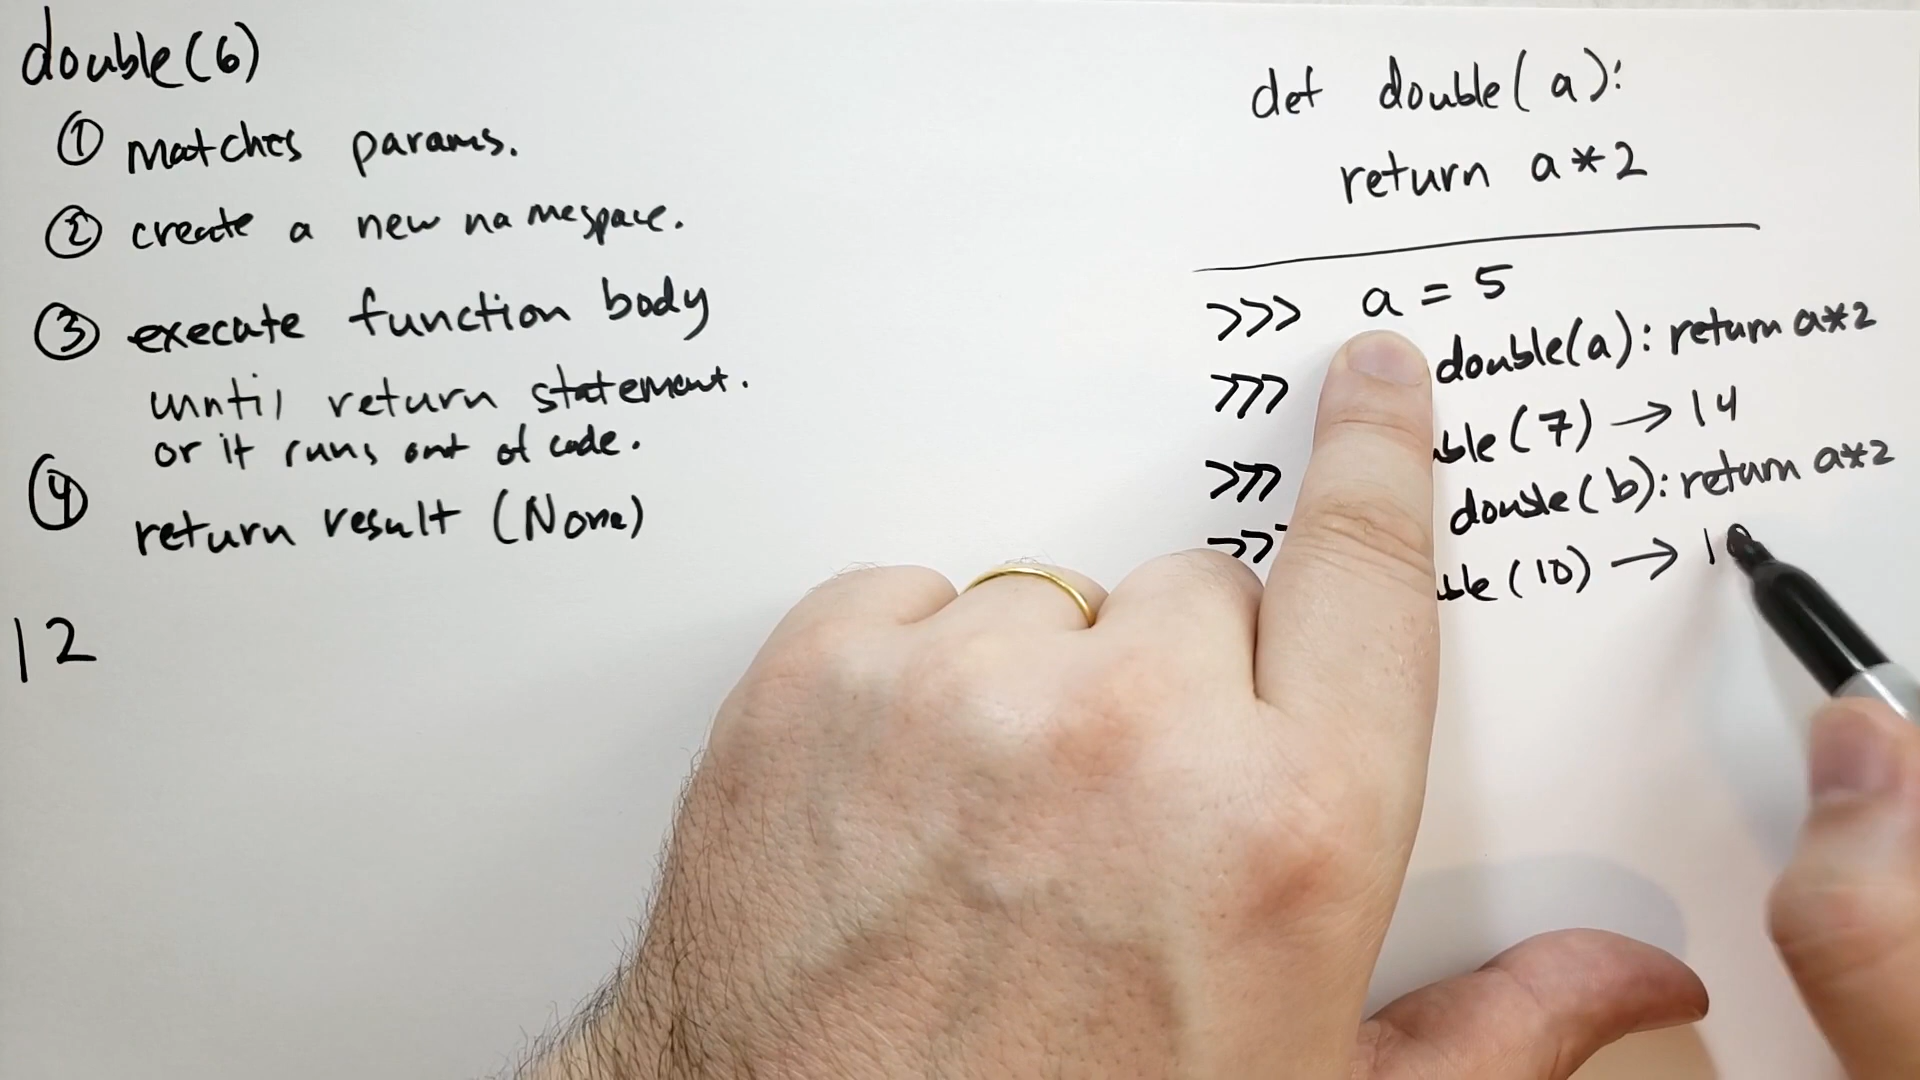 double(6)
① matches params.
② create a new namespace.
③ execute function body
unntil return statement.
or it runs out of code.
④ return result (None)
12
def double(a):
return a*2
>>> a = 5
>>> double(a): return a*2
>>> ble(7) → 14
>>> double(b): return a*2
>>> ble(10) → 10